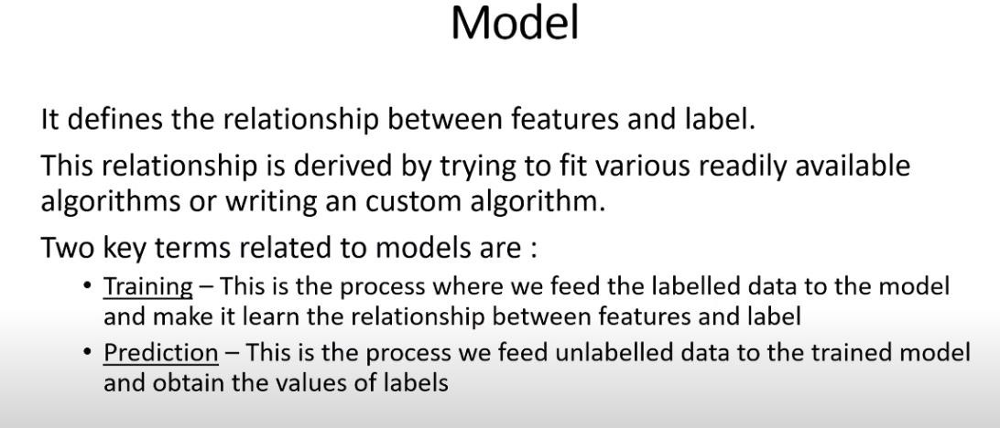 Model
It defines the relationship between features and label.
This relationship is derived by trying to fit various readily available
algorithms or writing an custom algorithm.
Two key terms related to models are :
• Training – This is the process where we feed the labelled data to the model
and make it learn the relationship between features and label
• Prediction – This is the process we feed unlabelled data to the trained model
and obtain the values of labels